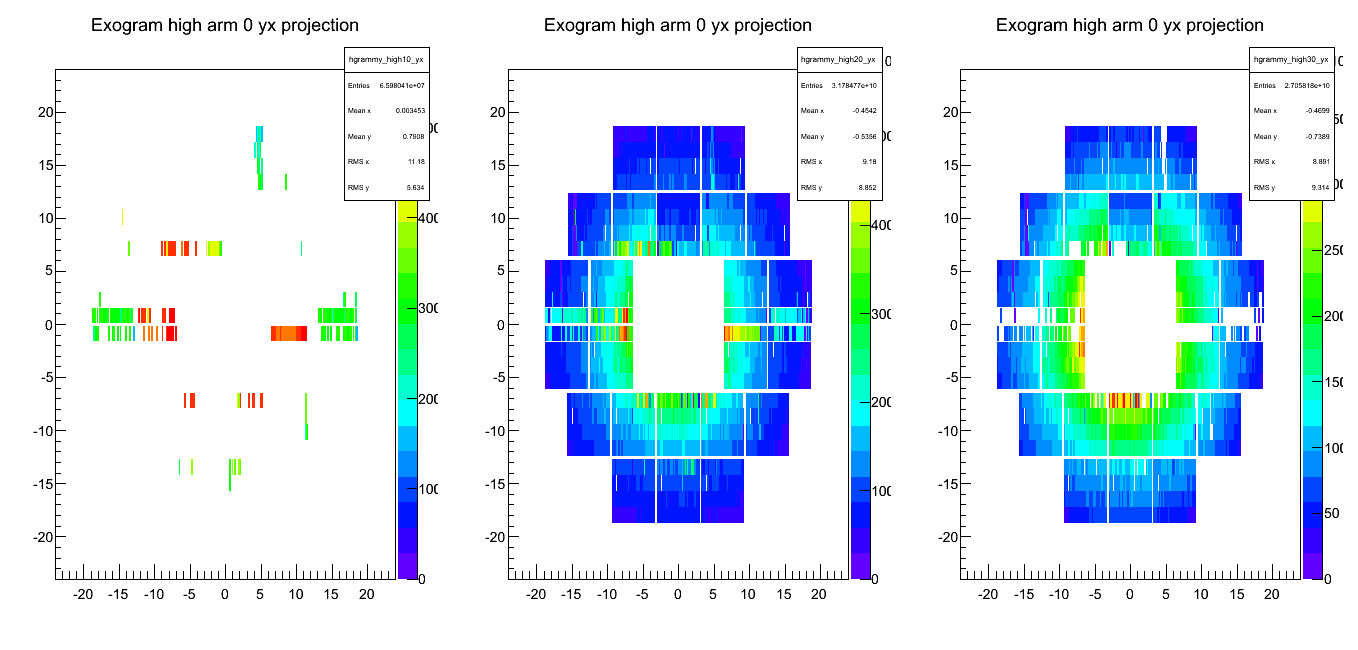 Exogram high arm 0 yx projection
hgrammy_high10_yx
Entries 6.598041e+07
Mean x 0.003453
Mean y 0.7908
RMS x 11.18
RMS y 5.634
20
15
10
5
0
-5
-10
-15
-20
-20 -15 -10 -5 0 5 10 15 20
400
300
200
100
0
Exogram high arm 0 yx projection
hgrammy_high20_yx
Entries 3.178477e+10
Mean x -0.4542
Mean y -0.5356
RMS x 9.18
RMS y 8.852
20
15
10
5
0
-5
-10
-15
-20
-20 -15 -10 -5 0 5 10 15 20
400
300
200
100
0
Exogram high arm 0 yx projection
hgrammy_high30_yx
Entries 2.705818e+10
Mean x -0.4699
Mean y -0.7389
RMS x 8.891
RMS y 9.314
20
15
10
5
0
-5
-10
-15
-20
-20 -15 -10 -5 0 5 10 15 20
250
200
150
100
50
0